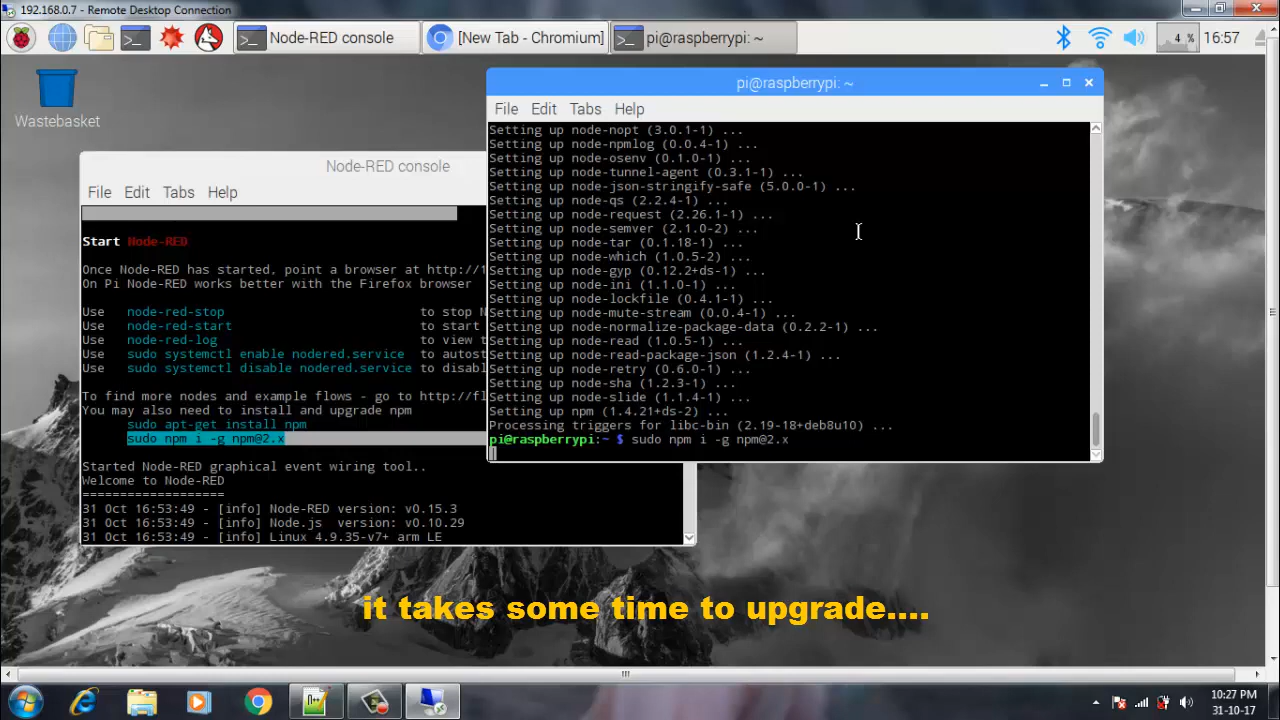 192.168.0.7 - Remote Desktop Connection
Node-RED console
[New Tab - Chromium]
pi@raspberrypi: ~
4 %
16:57
Wastebasket
pi@raspberrypi: ~
File Edit Tabs Help
Setting up node-nopt (3.0.1-1) ...
Setting up node-npmlog (0.0.4-1) ...
Setting up node-osenv (0.1.0-1) ...
Setting up node-tunnel-agent (0.3.1-1) ...
Setting up node-json-stringify-safe (5.0.0-1) ...
Setting up node-qs (2.2.4-1) ...
Setting up node-request (2.26.1-1) ...
Setting up node-semver (2.1.0-2) ...
Setting up node-tar (0.1.18-1) ...
Setting up node-which (1.0.5-2) ...
Setting up node-gyp (0.12.2+ds-1) ...
Setting up node-ini (1.1.0-1) ...
Setting up node-lockfile (0.4.1-1) ...
Setting up node-mute-stream (0.0.4-1) ...
Setting up node-normalize-package-data (0.2.2-1) ...
Setting up node-read (1.0.5-1) ...
Setting up node-read-package-json (1.2.4-1) ...
Setting up node-retry (0.6.0-1) ...
Setting up node-sha (1.2.3-1) ...
Setting up node-slide (1.1.4-1) ...
Setting up npm (1.4.21+ds-2) ...
Processing triggers for libc-bin (2.19-18+deb8u10) ...
pi@raspberrypi:~ $ sudo npm i -g npm@2.x
Node-RED console
File Edit Tabs Help
Start Node-RED
Once Node-RED has started, point a browser at http://1
On Pi Node-RED works better with the Firefox browser
Use node-red-stop to stop N
Use node-red-start to start
Use node-red-log to view t
Use sudo systemctl enable nodered.service to autost
Use sudo systemctl disable nodered.service to disabl
To find more nodes and example flows - go to http://fl
You may also need to install and upgrade npm
sudo apt-get install npm
sudo npm i -g npm@2.x
Started Node-RED graphical event wiring tool..
Welcome to Node-RED
===================
31 Oct 16:53:49 - [info] Node-RED version: v0.15.3
31 Oct 16:53:49 - [info] Node.js version: v0.10.29
31 Oct 16:53:49 - [info] Linux 4.9.35-v7+ arm LE
it takes some time to upgrade....
10:27 PM
31-10-17